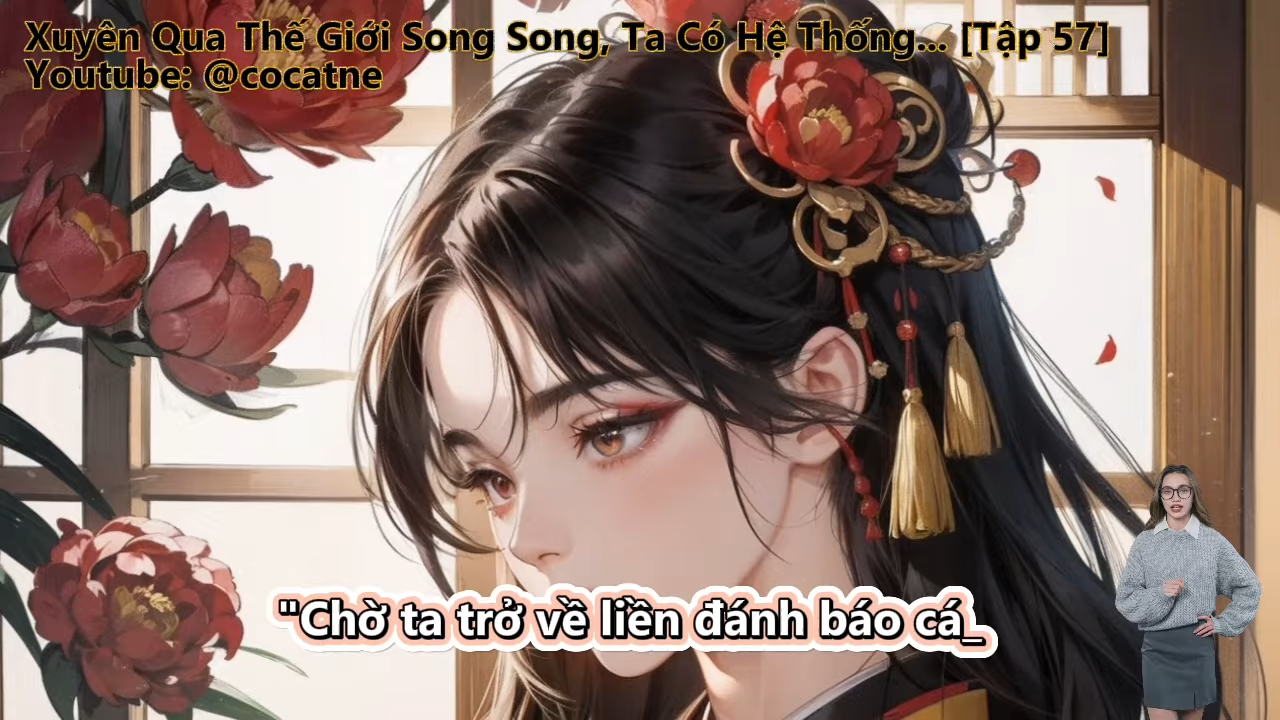 Xuyên Qua Thế Giới Song Song, Ta Có Hệ Thống... [Tập 57]
Youtube: @cocatne
"Chờ ta trở về liền đánh báo cá_